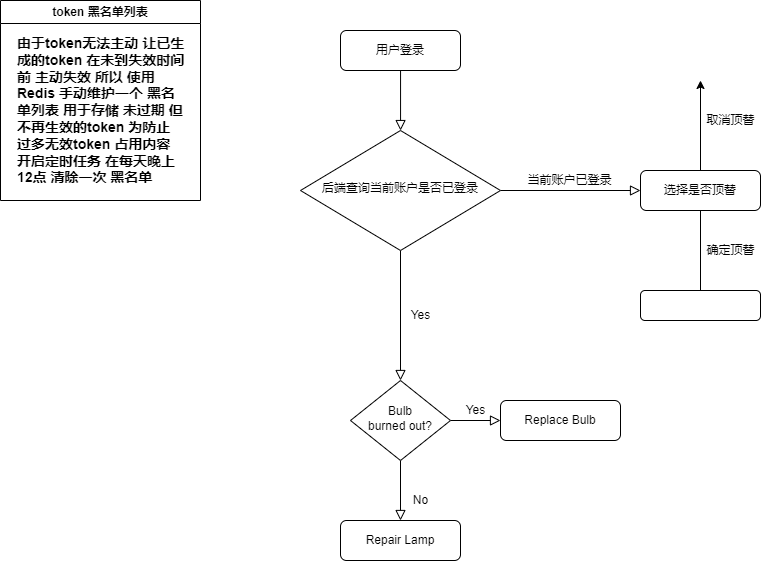 token 黑名单列表
由于token无法主动 让已生
成的token 在未到失效时间
前 主动失效 所以 使用
Redis 手动维护一个 黑名
单列表 用于存储 未过期 但
不再生效的token 为防止
过多无效token 占用内容
开启定时任务 在每天晚上
12点 清除一次 黑名单
用户登录
取消顶替
后端查询当前账户是否已登录
当前账户已登录
选择是否顶替
确定顶替
Yes
Bulb
burned out?
Yes
Replace Bulb
No
Repair Lamp